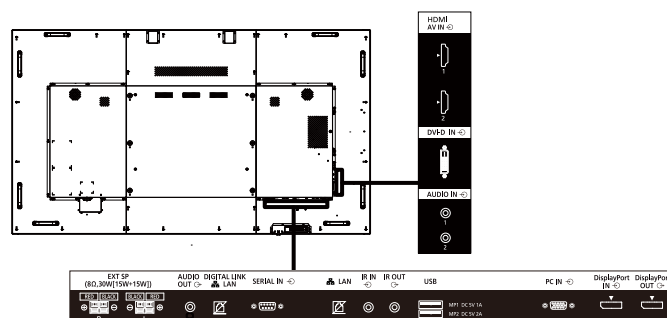 HDMI
AV IN
1
2
DVI-D IN
AUDIO IN
1
2
EXT SP
(8Ω,30W[15W+15W])
RED BLACK BLACK RED
AUDIO
OUT
DIGITAL LINK
LAN
SERIAL IN
LAN
IR IN
IR OUT
USB
MP1 DC 5V 1A
MP2 DC 5V 2A
PC IN
DisplayPort
IN
DisplayPor
OUT